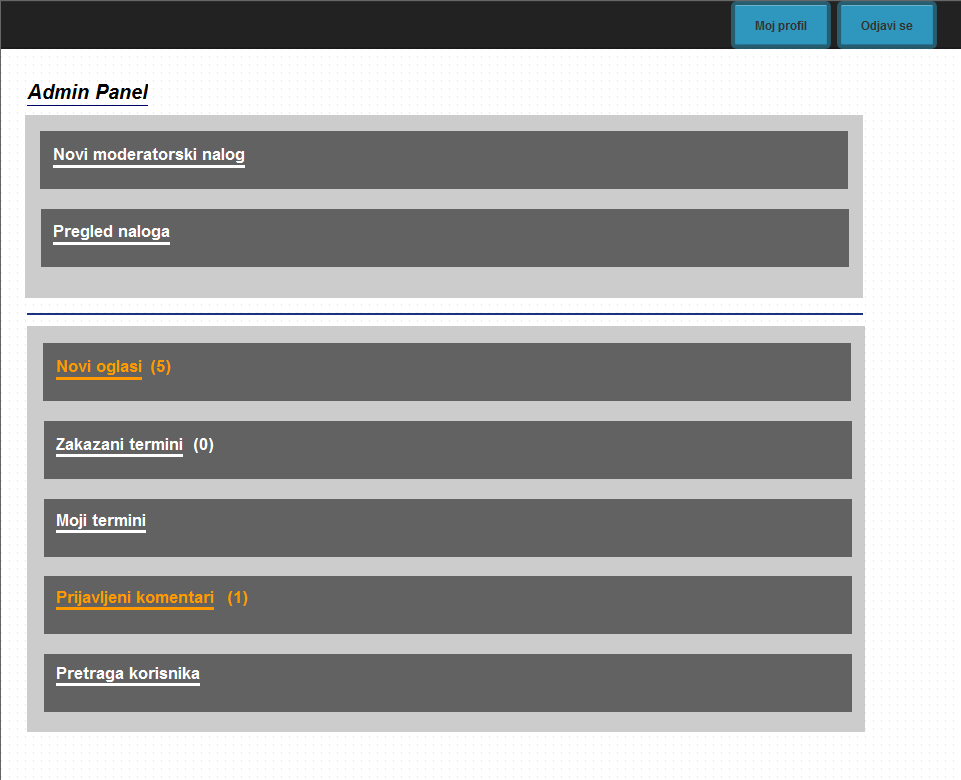 Moj profil Odjavi se
Admin Panel
Novi moderatorski nalog
Pregled naloga
Novi oglasi (5)
Zakazani termini (0)
Moji termini
Prijavljeni komentari (1)
Pretraga korisnika